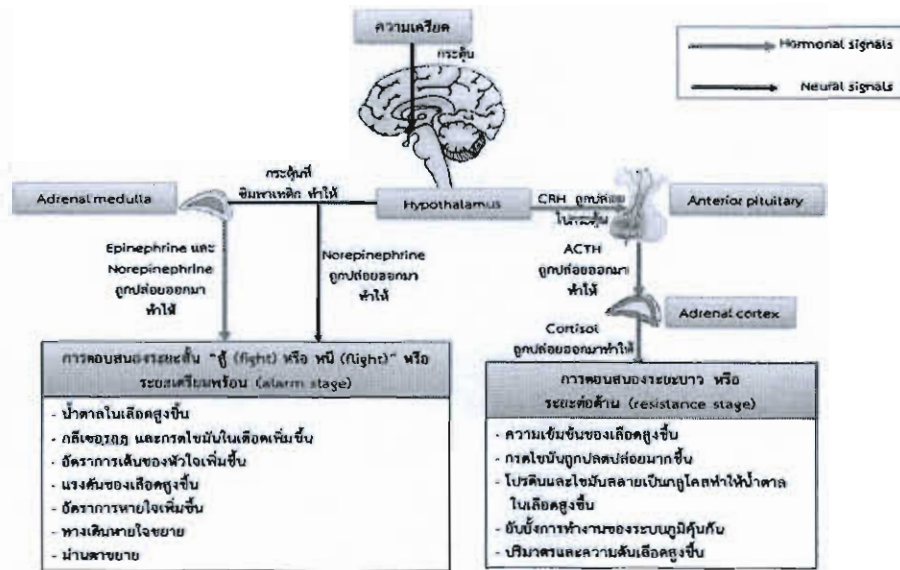 ความเครียด
กระตุ้น
Hormonal signals
Neural signals
กระตุ้นที่
ซิมพาเทติก ทำให้
Adrenal medulla
Hypothalamus
CRH ถูกปล่อย
ไปกระตุ้น
Anterior pituitary
Epinephrine และ
Norepinephrine
ถูกปล่อยออกมา
ทำให้
Norepinephrine
ถูกปล่อยออกมา
ทำให้
ACTH
ถูกปล่อยออกมา
ทำให้
Adrenal cortex
Cortisol
ถูกปล่อยออกมาทำให้
การตอบสนองระยะสั้น "สู้ (fight) หรือ หนี (flight)" หรือ
ระยะเตรียมพร้อม (alarm stage)
- น้ำตาลในเลือดสูงขึ้น
- กลีเซอรอล และกรดไขมันในเลือดเพิ่มขึ้น
- อัตราการเต้นของหัวใจเพิ่มขึ้น
- แรงดันของเลือดสูงขึ้น
- อัตราการหายใจเพิ่มขึ้น
- ทางเดินหายใจขยาย
- ม่านตาขยาย
การตอบสนองระยะยาว หรือ
ระยะต่อต้าน (resistance stage)
- ความเข้มข้นของเลือดสูงขึ้น
- กรดไขมันถูกปลดปล่อยมากขึ้น
- โปรตีนและไขมันสลายเป็นกลูโคสทำให้น้ำตาล
ในเลือดสูงขึ้น
- ยับยั้งการทำงานของระบบภูมิคุ้มกัน
- ปริมาตรและความดันเลือดสูงขึ้น